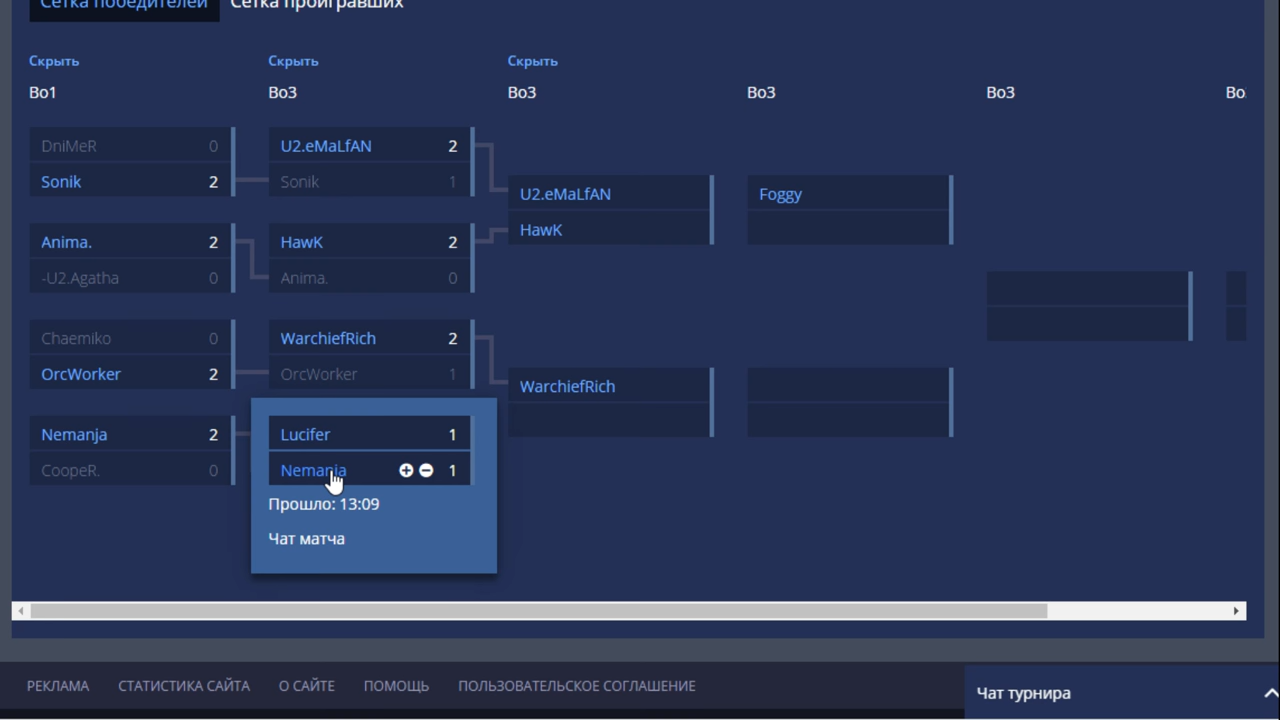 Сетка победителей Сетка проигравших
Скрыть Скрыть Скрыть
Bo1 Bo3 Bo3 Bo3 Bo3 Bo
DniMeR 0
Sonik 2
Anima. 2
-U2.Agatha 0
Chaemiko 0
OrcWorker 2
Nemanja 2
CoopeR. 0
U2.eMaLfAN 2
Sonik 1
HawK 2
Anima. 0
WarchiefRich 2
OrcWorker 1
Lucifer 1
Nemanja 1
Прошло: 13:09
Чат матча
U2.eMaLfAN
HawK
WarchiefRich
Foggy
РЕКЛАМА СТАТИСТИКА САЙТА О САЙТЕ ПОМОЩЬ ПОЛЬЗОВАТЕЛЬСКОЕ СОГЛАШЕНИЕ
Чат турнира